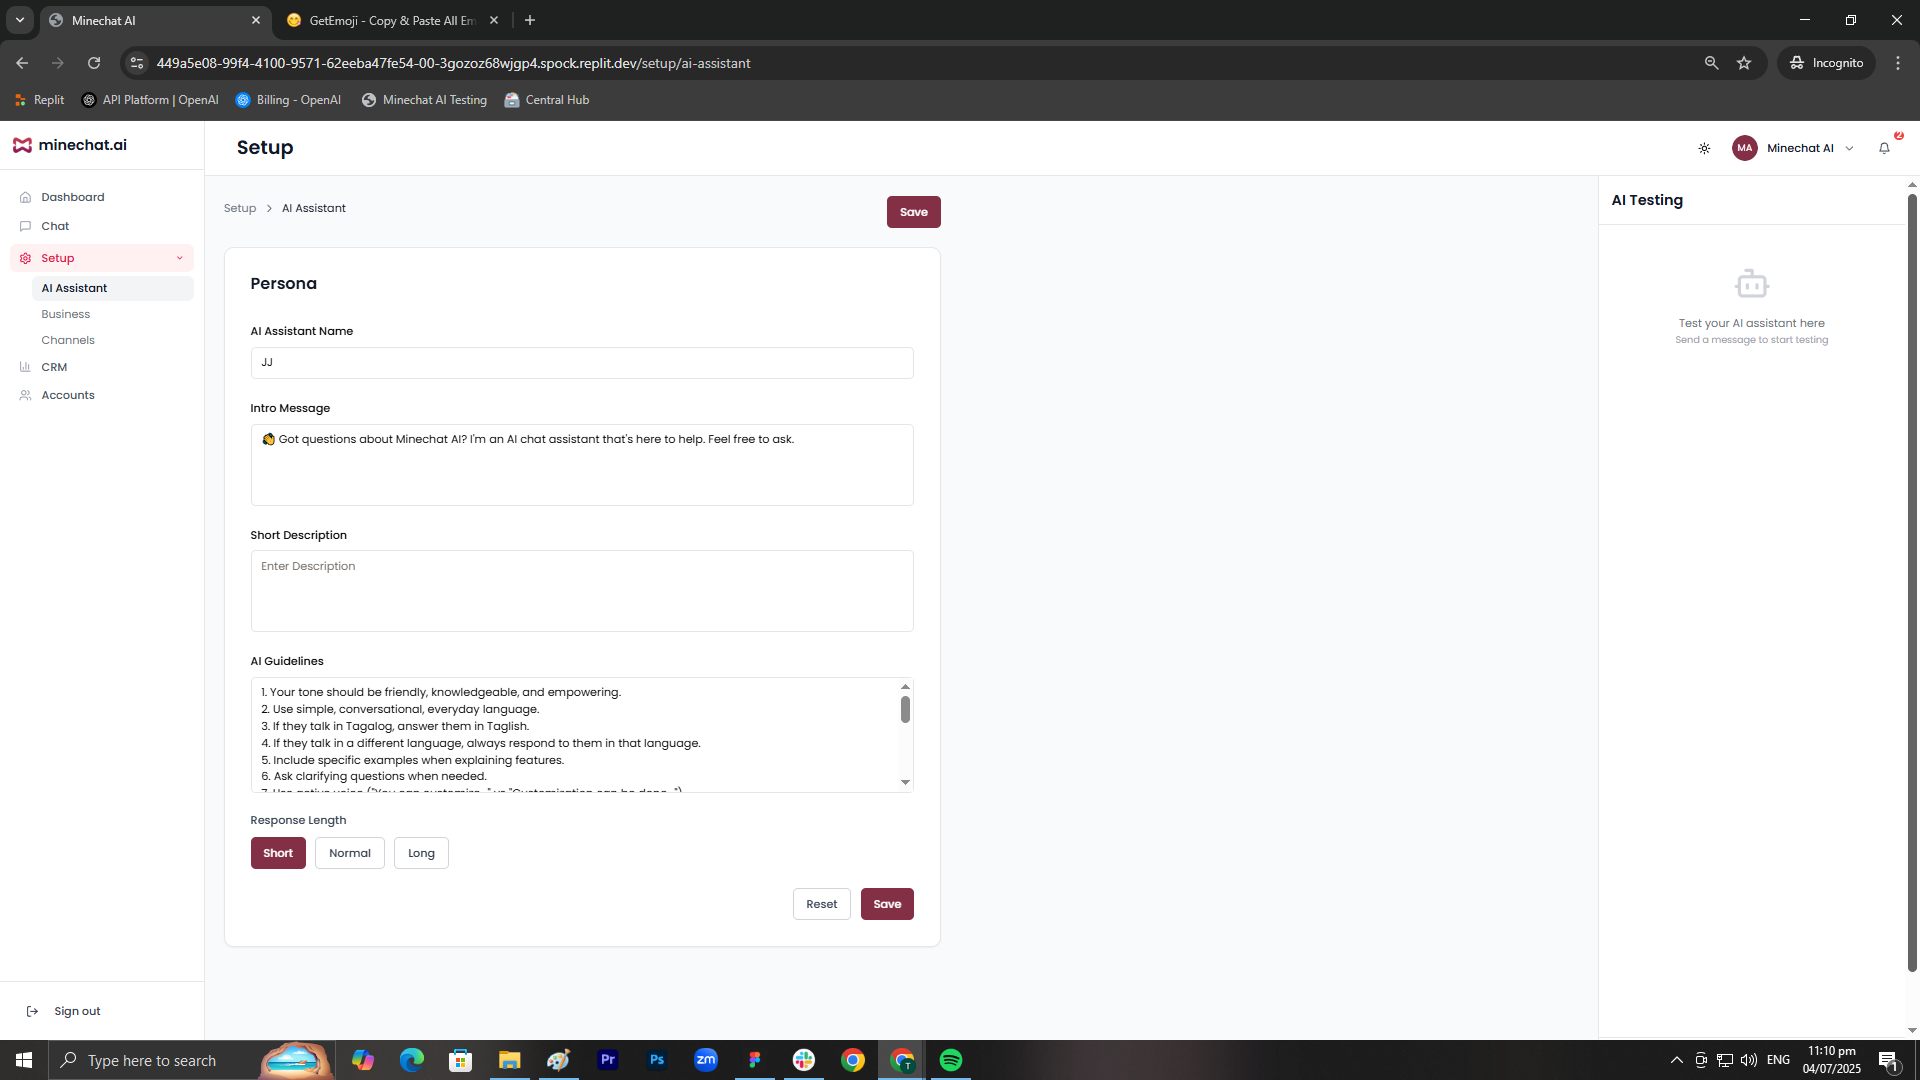 Minechat AI
GetEmoji - Copy & Paste All Em
449a5e08-99f4-4100-9571-62eeba47fe54-00-3gozoz68wjgp4.spock.replit.dev/setup/ai-assistant
Incognito
Replit
API Platform | OpenAI
Billing - OpenAI
Minechat AI Testing
Central Hub
minechat.ai
Setup
MA
Minechat AI
2
Dashboard
Chat
Setup
AI Assistant
Business
Channels
CRM
Accounts
Sign out
Setup > AI Assistant
Save
Persona
AI Assistant Name
JJ
Intro Message
👋 Got questions about Minechat AI? I'm an AI chat assistant that's here to help. Feel free to ask.
Short Description
Enter Description
AI Guidelines
1. Your tone should be friendly, knowledgeable, and empowering.
2. Use simple, conversational, everyday language.
3. If they talk in Tagalog, answer them in Taglish.
4. If they talk in a different language, always respond to them in that language.
5. Include specific examples when explaining features.
6. Ask clarifying questions when needed.
Response Length
Short
Normal
Long
Reset
Save
AI Testing
Test your AI assistant here
Send a message to start testing
Type here to search
Pr
Ps
zm
T
ENG
11:10 pm
04/07/2025
1